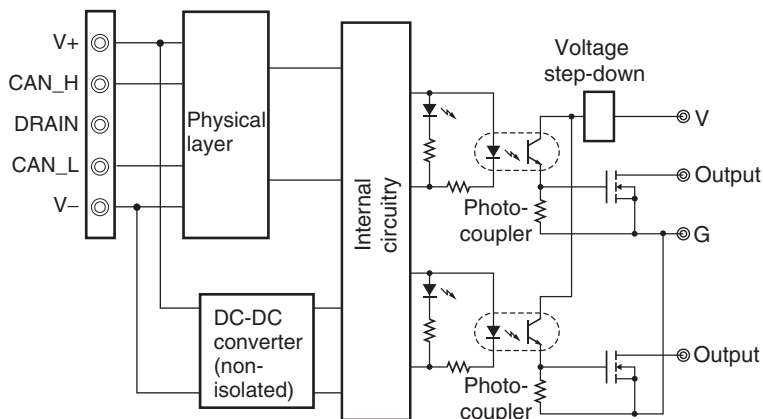 V+
CAN_H
DRAIN
CAN_L
V−
Physical
layer
DC-DC
converter
(non-
isolated)
Internal
circuitry
Voltage
step-down
V
Output
Photo-
coupler
G
Output
Photo-
coupler